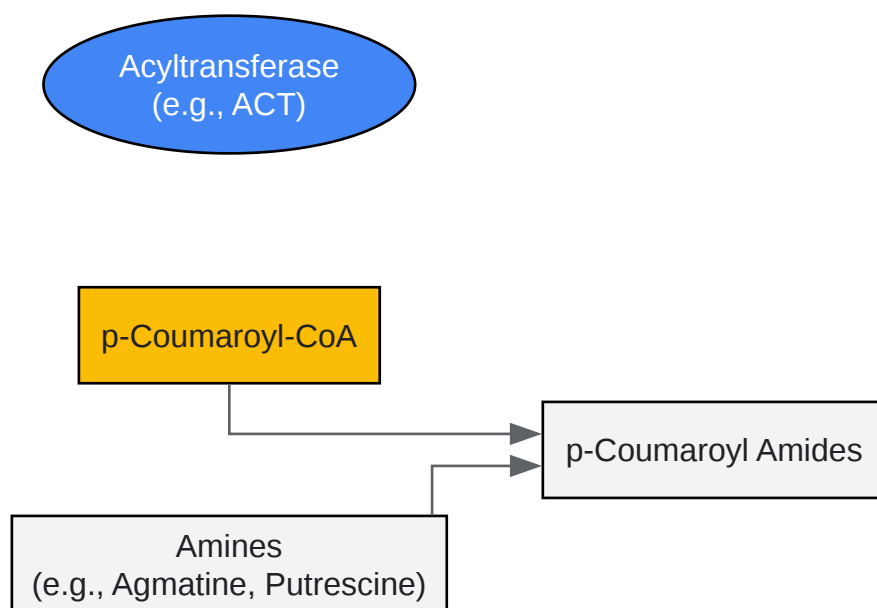 Acyltransferase
(e.g., ACT)
p-Coumaroyl-CoA
p-Coumaroyl Amides
Amines
(e.g., Agmatine, Putrescine)